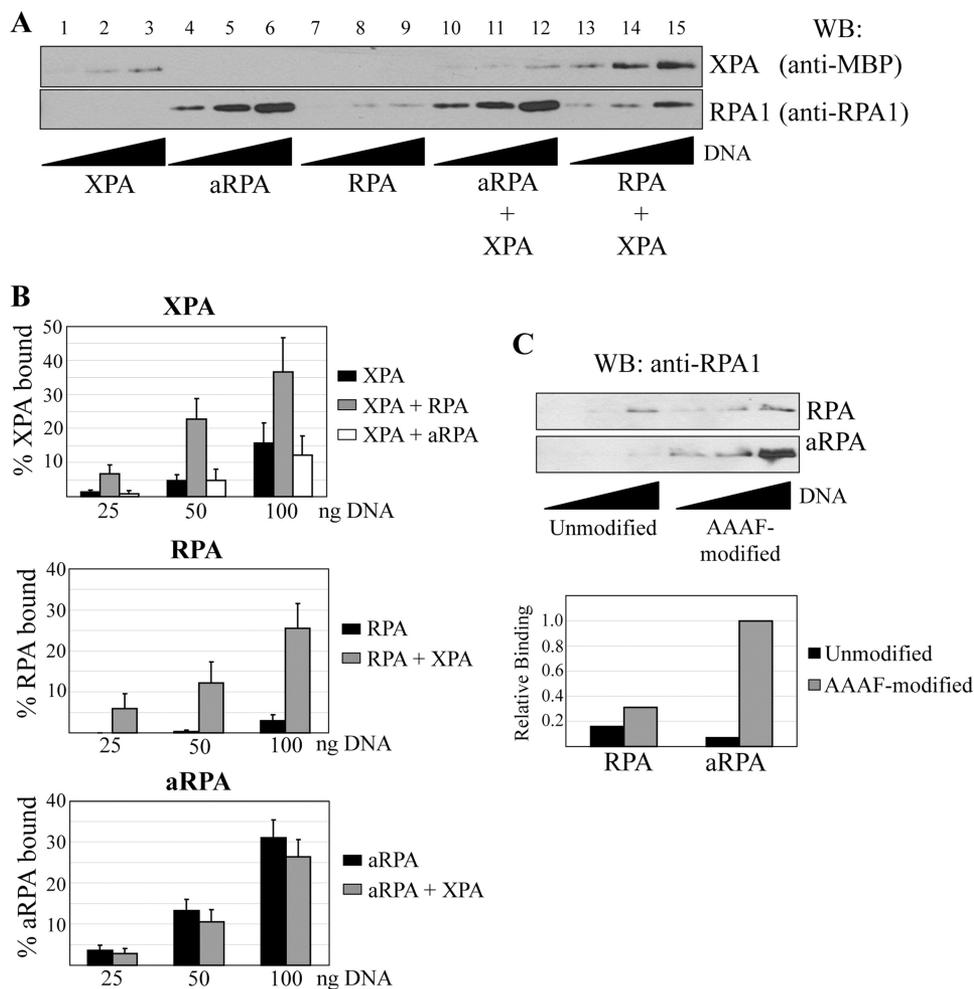 A
1 2 3 4 5 6 7 8 9 10 11 12 13 14 15 WB:
XPA (anti-MBP)
RPA1 (anti-RPA1)
DNA
XPA aRPA RPA aRPA + XPA RPA + XPA
B
XPA
% XPA bound
50
40
30
20
10
XPA
XPA + RPA
XPA + aRPA
25 50 100 ng DNA
RPA
% RPA bound
40
30
20
10
RPA
RPA + XPA
25 50 100 ng DNA
aRPA
% aRPA bound
40
30
20
10
aRPA
aRPA + XPA
25 50 100 ng DNA
C
WB: anti-RPA1
RPA
aRPA
DNA
Unmodified AAAF-
modified
Relative Binding
1.0
0.8
0.6
0.4
0.2
Unmodified
AAAF-modified
RPA aRPA